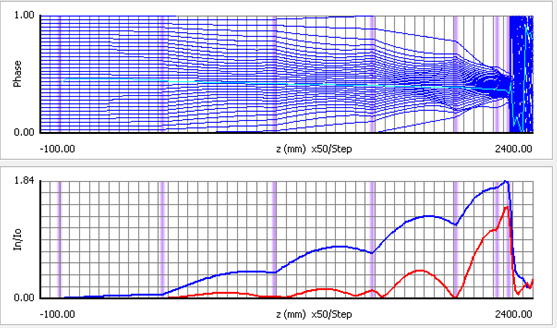 1.00
Phase
0.00
-100.00
z (mm) x50/Step
2400.00
1.84
In/Io
0.00
-100.00
z (mm) x50/Step
2400.00